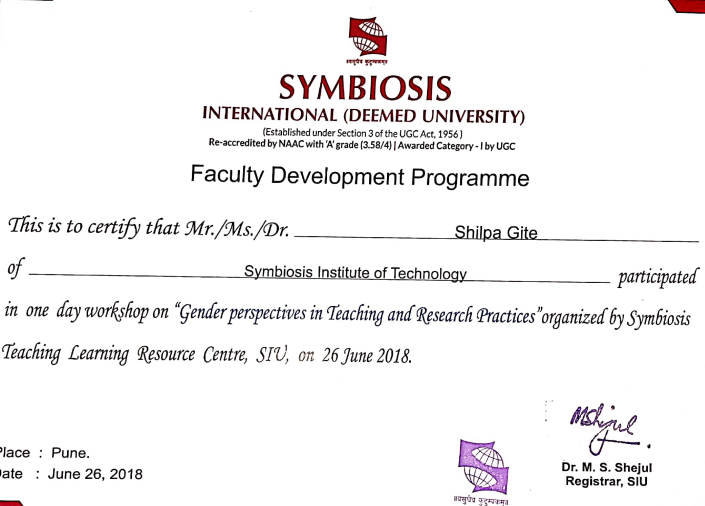 ॥वसुधैव कुटुम्बकम्॥
SYMBIOSIS
INTERNATIONAL (DEEMED UNIVERSITY)
(Established under Section 3 of the UGC Act, 1956)
Re-accredited by NAAC with 'A' grade (3.58/4) | Awarded Category - I by UGC
Faculty Development Programme
This is to certify that Mr./Ms./Dr. Shilpa Gite
of Symbiosis Institute of Technology participated
in one day workshop on "Gender perspectives in Teaching and Research Practices" organized by Symbiosis
Teaching Learning Resource Centre, SIU, on 26 June 2018.
MShejul
Place : Pune.
Date : June 26, 2018
॥वसुधैव कुटुम्बकम्॥
Dr. M. S. Shejul
Registrar, SIU